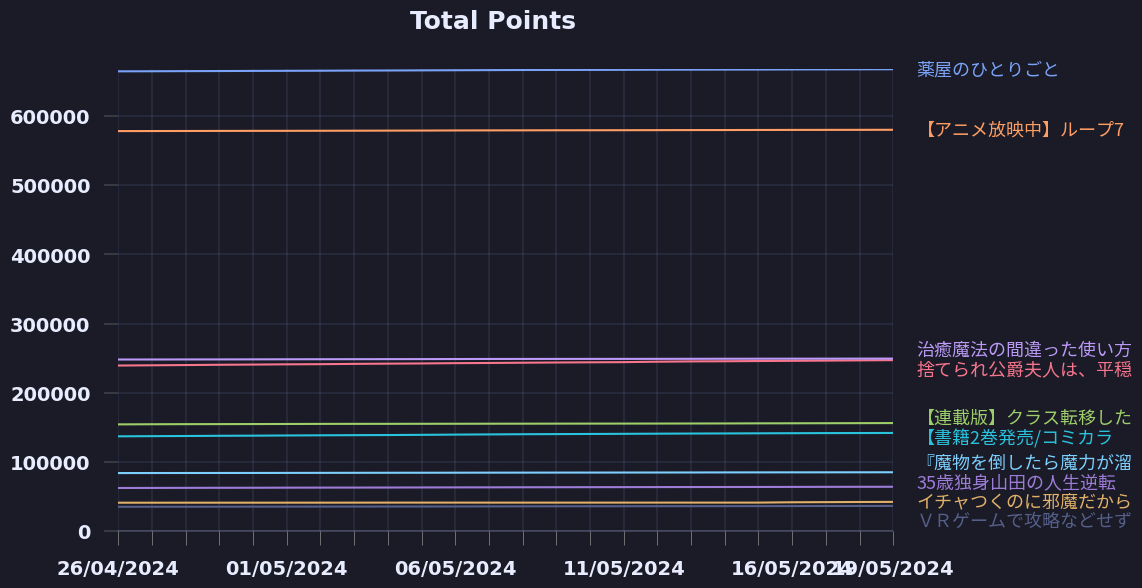 Total Points
薬屋のひとりごと
600000
【アニメ放映中】ループ7
500000
400000
300000
治癒魔法の間違った使い方
捨てられ公爵夫人は、平穏
200000
【連載版】クラス転移した
【書籍2巻発売/コミカラ
100000
『魔物を倒したら魔力が溜
35歳独身山田の人生逆転
イチャつくのに邪魔だから
ＶＲゲームで攻略などせず
0
26/04/2024 01/05/2024 06/05/2024 11/05/2024 16/05/2024 19/05/2024